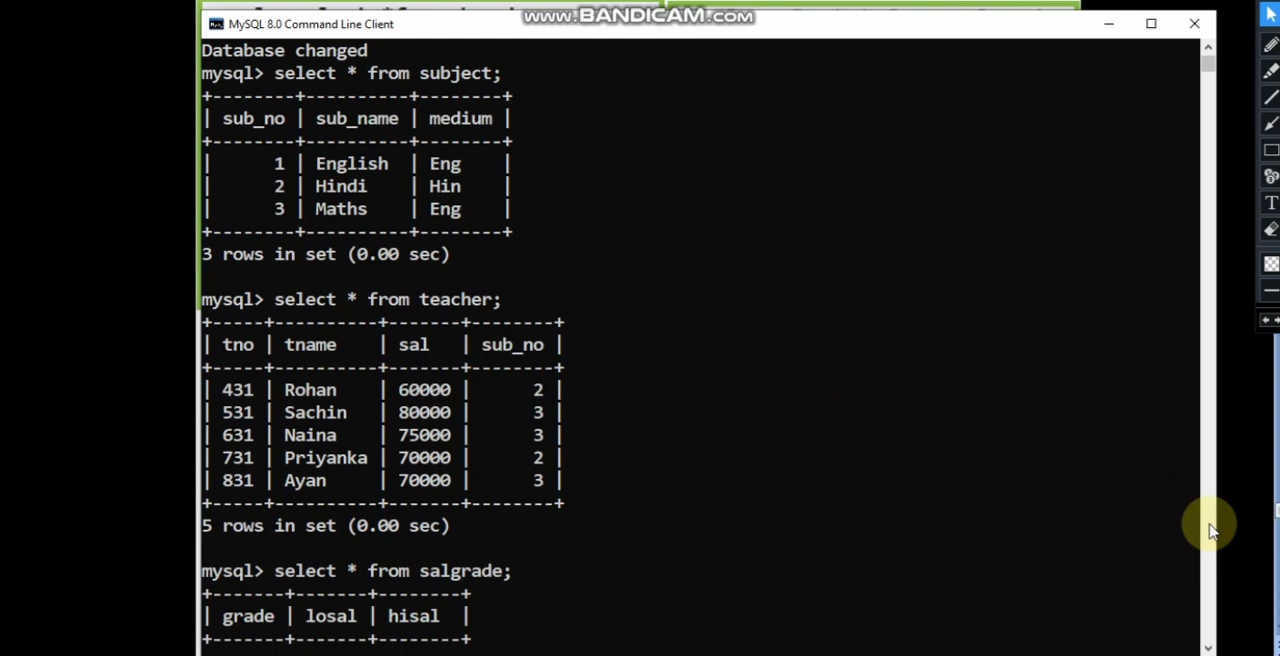 www.BANDICAM.com
MySQL 8.0 Command Line Client
Database changed
mysql> select * from subject;
+--------+----------+--------+
| sub_no | sub_name | medium |
+--------+----------+--------+
|      1 | English  | Eng    |
|      2 | Hindi    | Hin    |
|      3 | Maths    | Eng    |
+--------+----------+--------+
3 rows in set (0.00 sec)
mysql> select * from teacher;
+-----+----------+-------+--------+
| tno | tname    | sal   | sub_no |
+-----+----------+-------+--------+
| 431 | Rohan    | 60000 |      2 |
| 531 | Sachin   | 80000 |      3 |
| 631 | Naina    | 75000 |      3 |
| 731 | Priyanka | 70000 |      2 |
| 831 | Ayan     | 70000 |      3 |
+-----+----------+-------+--------+
5 rows in set (0.00 sec)
mysql> select * from salgrade;
+-------+-------+--------+
| grade | losal | hisal  |
+-------+-------+--------+
T